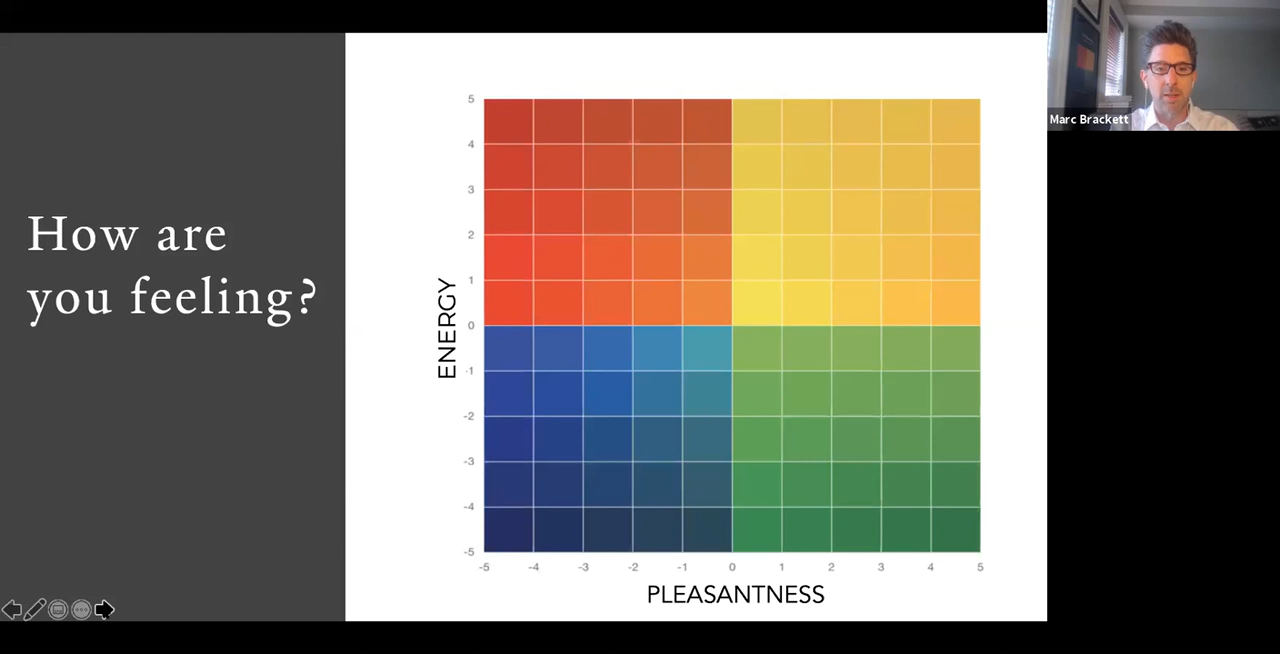 How are
you feeling?
ENERGY
5
4
3
2
1
0
-1
-2
-3
-4
-5
-5 -4 -3 -2 -1 0 1 2 3 4 5
PLEASANTNESS
Marc Brackett